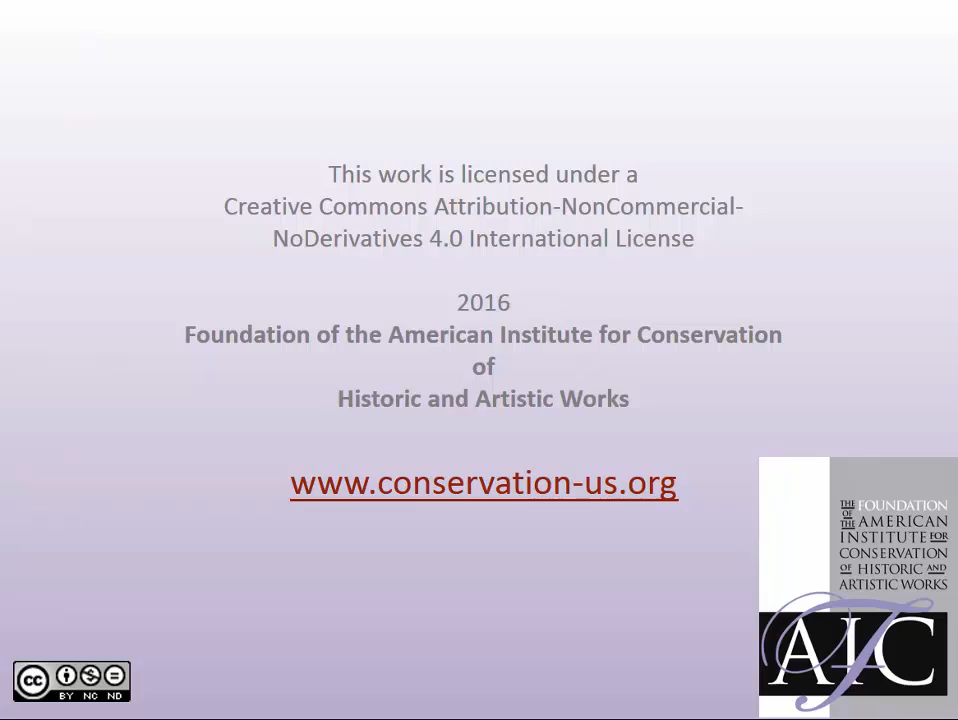 This work is licensed under a
Creative Commons Attribution-NonCommercial-
NoDerivatives 4.0 International License
2016
Foundation of the American Institute for Conservation
of
Historic and Artistic Works
www.conservation-us.org
THE FOUNDATION
OF
THE AMERICAN
INSTITUTE FOR
CONSERVATION
OF HISTORIC AND
ARTISTIC WORKS
AIC
cc
BY NC ND